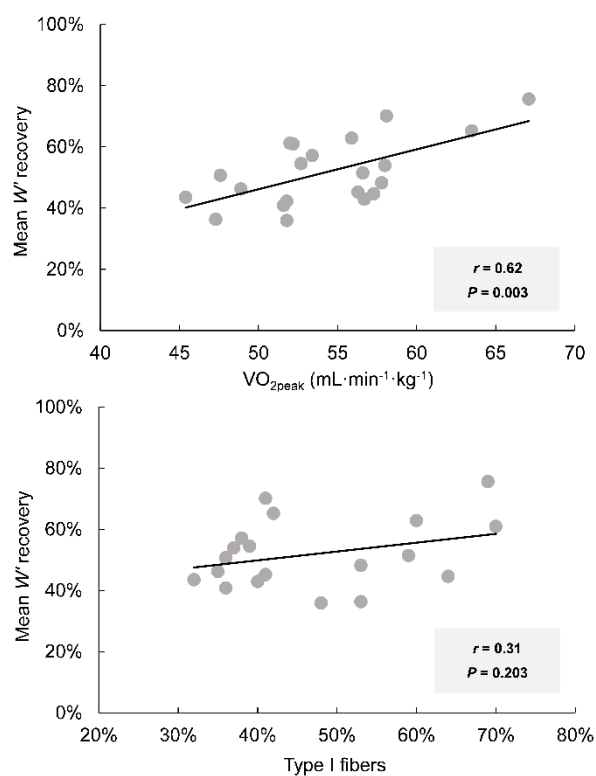 100%
80%
60%
40%
20%
0%
Mean W' recovery
r = 0.62
P = 0.003
40 45 50 55 60 65 70
VO2peak (mL·min-1·kg-1)
100%
80%
60%
40%
20%
0%
Mean W' recovery
r = 0.31
P = 0.203
20% 30% 40% 50% 60% 70% 80%
Type I fibers